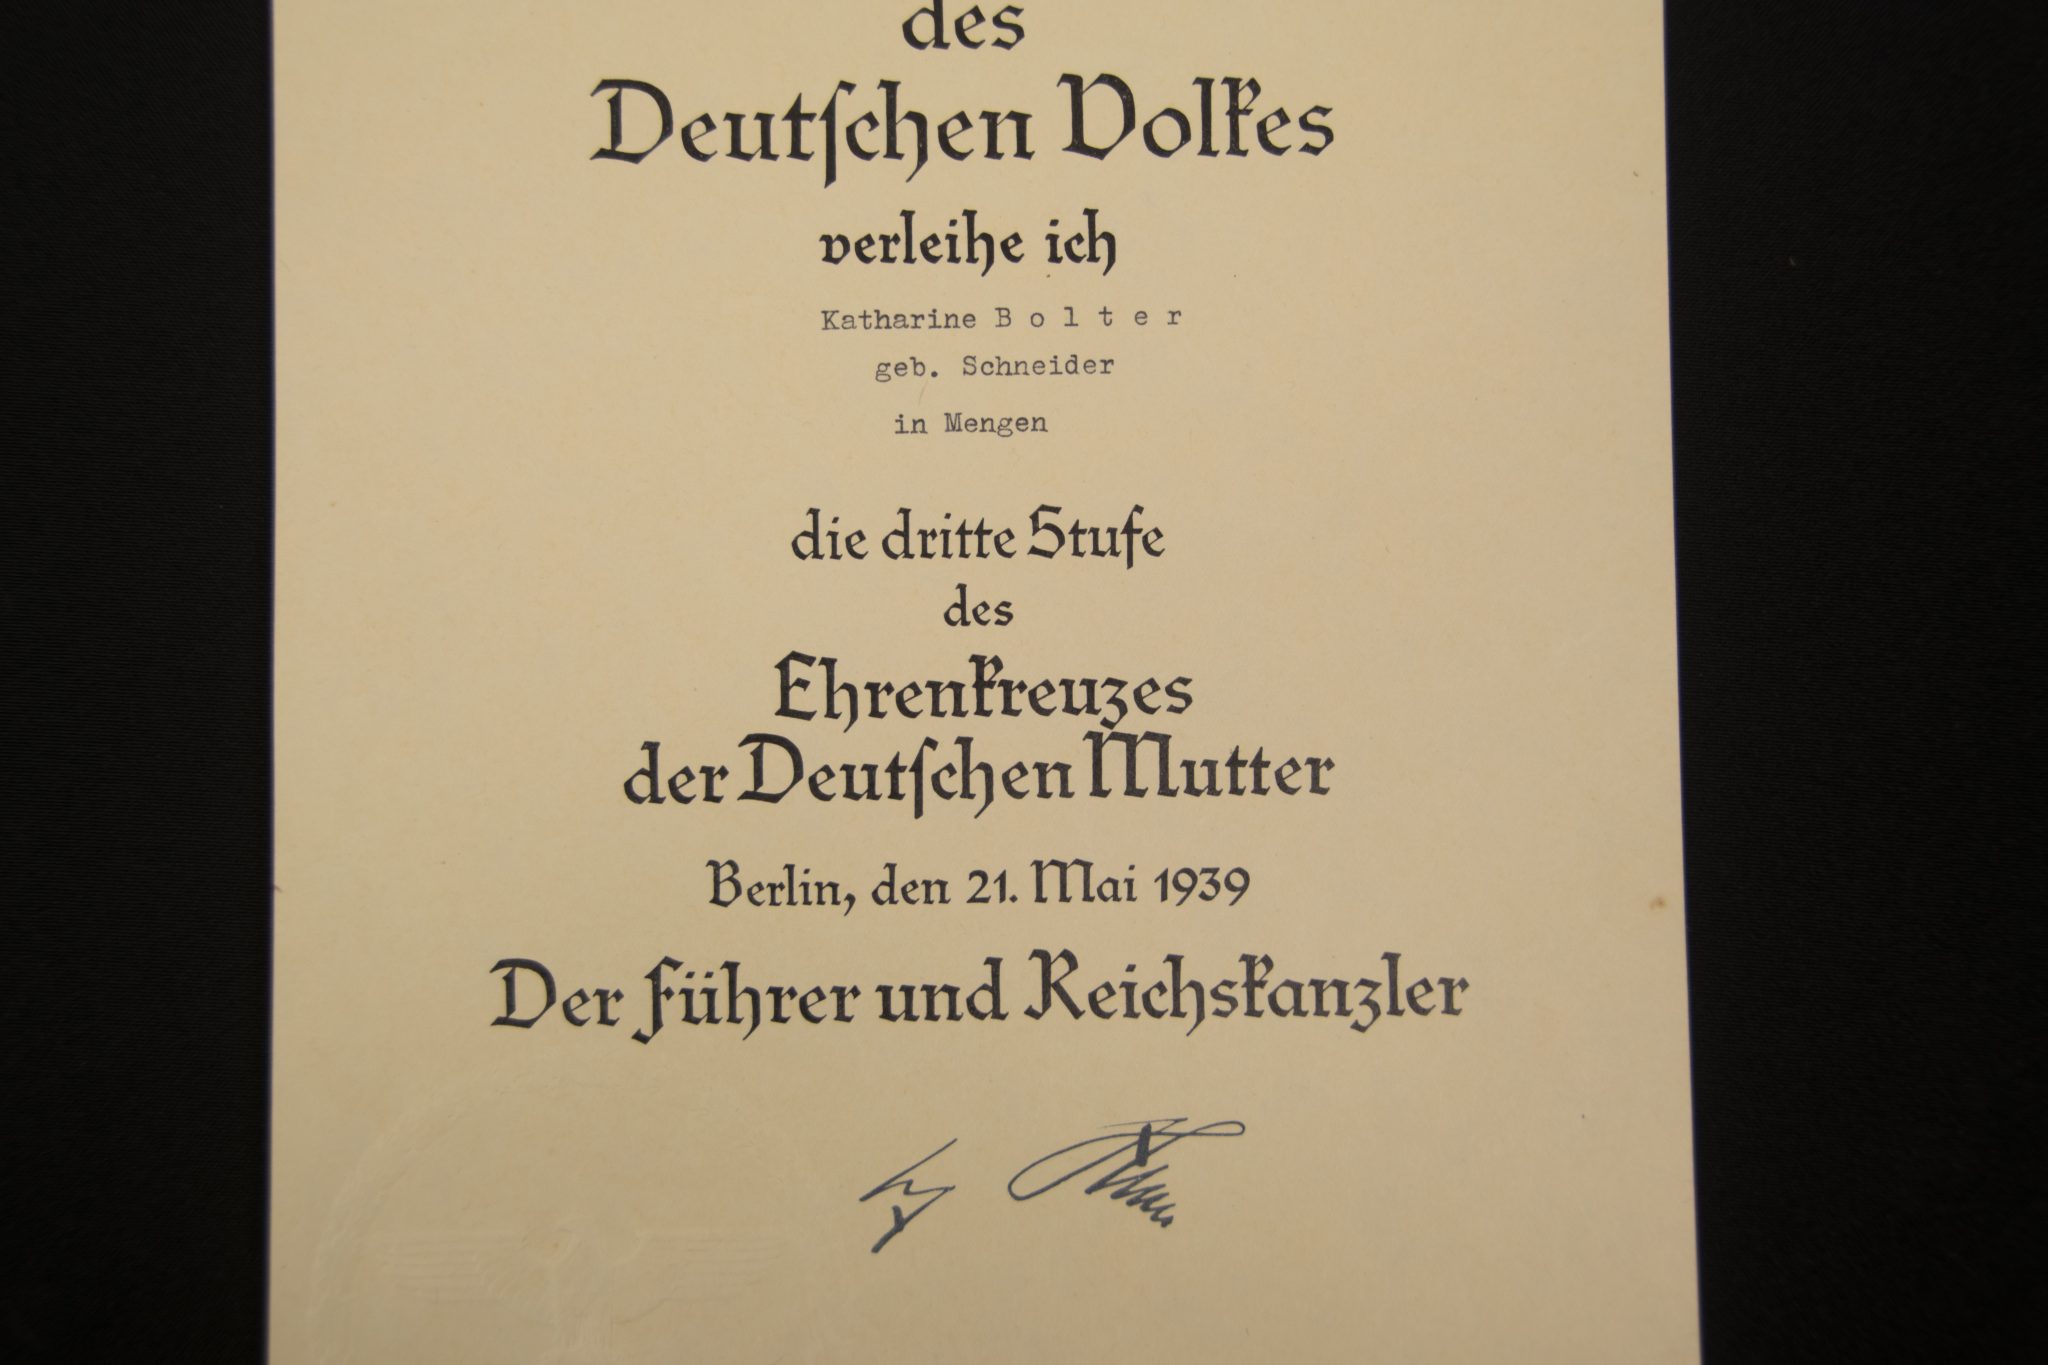 des
Deutſchen Volkes
verleihe ich
Katharine B o l t e r
geb. Schneider
in Mengen
die dritte Stufe
des
Ehrenkreuzes
der Deutſchen Mutter
Berlin, den 21. Mai 1939
Der Führer und Reichskanzler